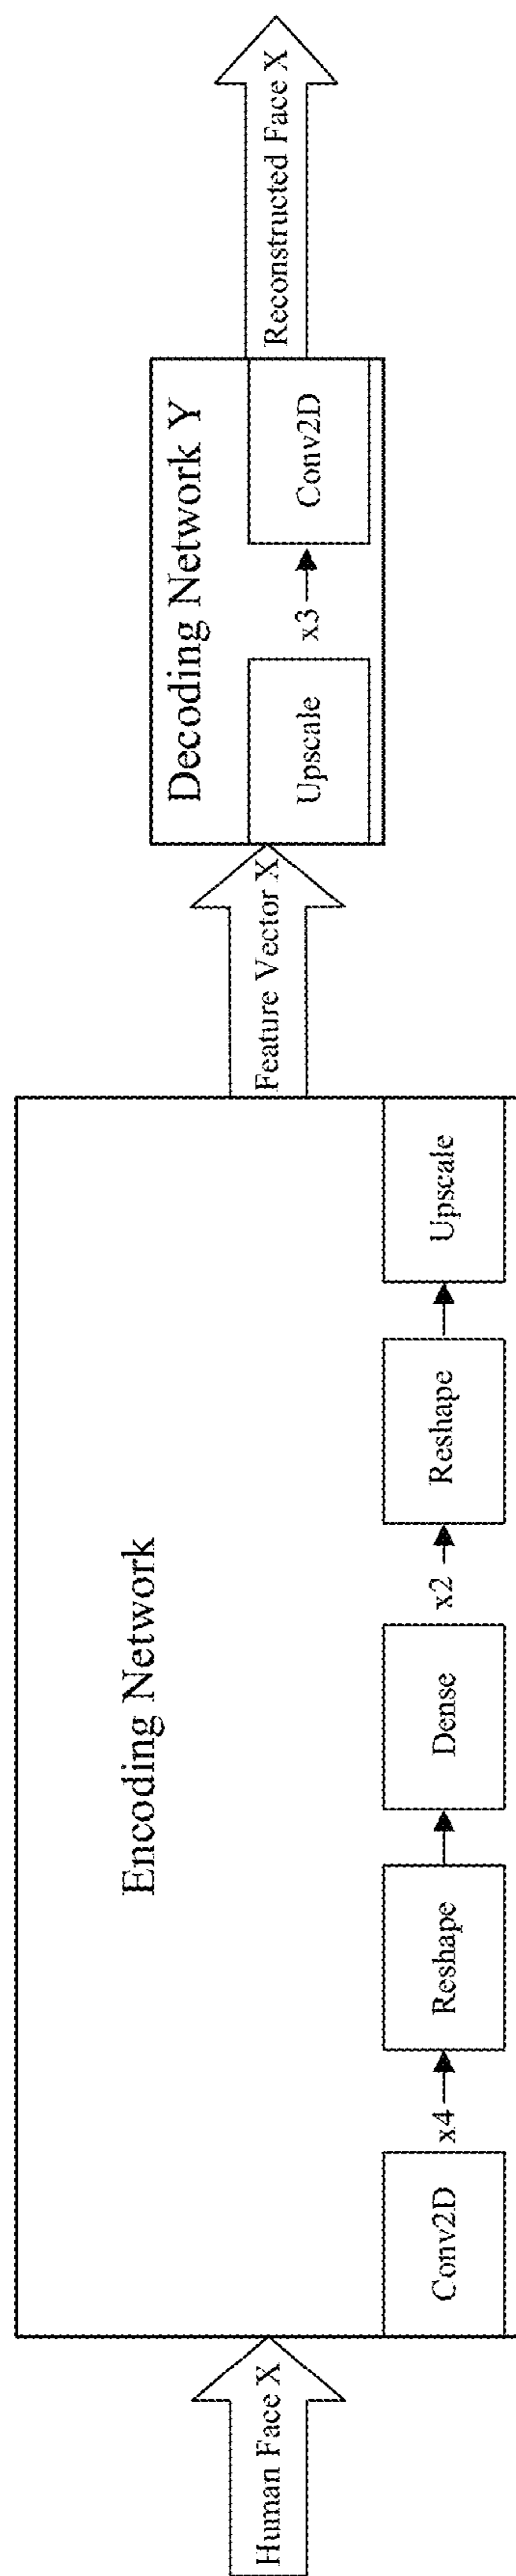 Human Face X
Encoding Network
Conv2D
x4
Reshape
Dense
x2
Reshape
Upscale
Feature Vector X
Decoding Network Y
Upscale
x3
Conv2D
Reconstructed Face X